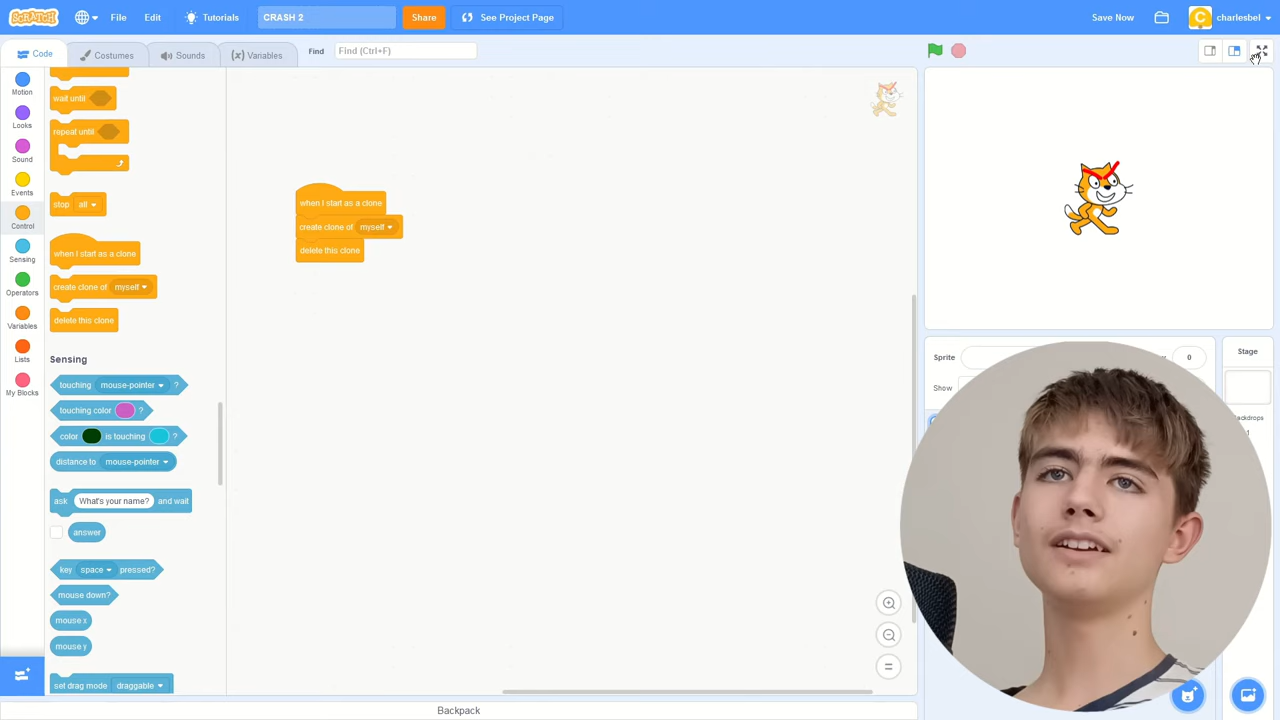 SCRATCH File Edit Tutorials CRASH 2 Share See Project Page Save Now charlesbel
Code Costumes Sounds (x) Variables Find Find (Ctrl+F)
Motion
Looks
Sound
Events
Control
Sensing
Operators
Variables
Lists
My Blocks
wait until
repeat until
stop all
when I start as a clone
create clone of myself
delete this clone
Sensing
touching mouse-pointer ?
touching color ?
color is touching ?
distance to mouse-pointer
ask What's your name? and wait
answer
key space pressed?
mouse down?
mouse x
mouse y
set drag mode draggable
when I start as a clone
create clone of myself
delete this clone
Sprite 0
Show
Stage
Backpack